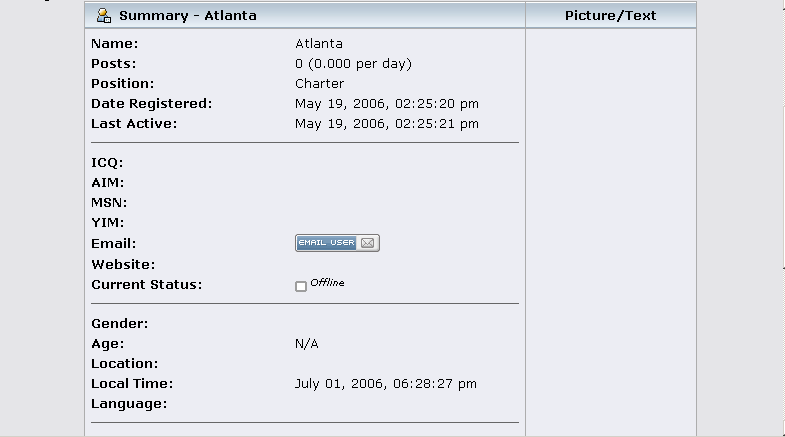 Summary - Atlanta Picture/Text
Name: Atlanta
Posts: 0 (0.000 per day)
Position: Charter
Date Registered: May 19, 2006, 02:25:20 pm
Last Active: May 19, 2006, 02:25:21 pm
ICQ:
AIM:
MSN:
YIM:
Email: EMAIL USER
Website:
Current Status: Offline
Gender:
Age: N/A
Location:
Local Time: July 01, 2006, 06:28:27 pm
Language: